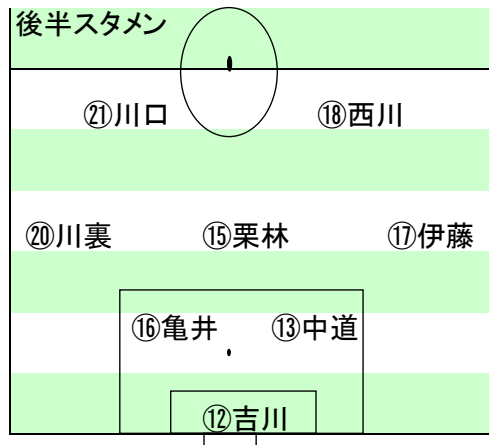 後半スタメン
㉑川口 ⑱西川
⑳川裏 ⑮栗林 ⑰伊藤
⑯亀井 ⑬中道
⑫吉川